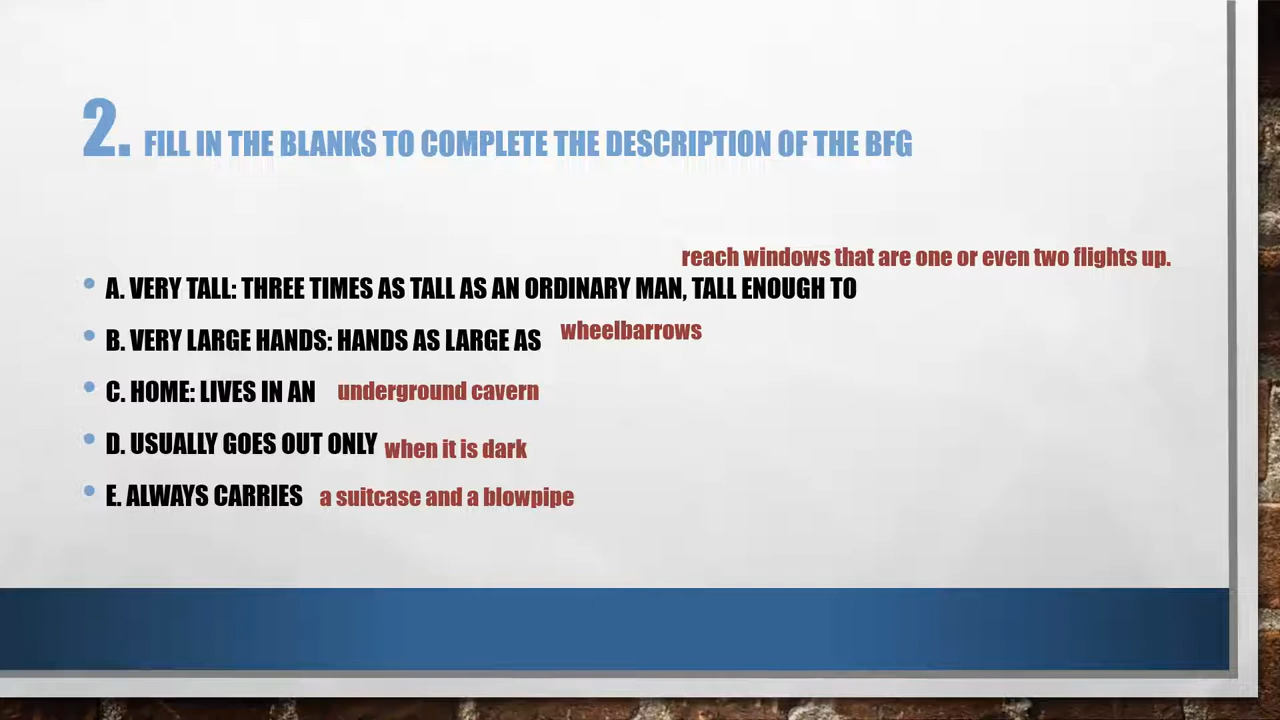 2. FILL IN THE BLANKS TO COMPLETE THE DESCRIPTION OF THE BFG
reach windows that are one or even two flights up.
• A. VERY TALL: THREE TIMES AS TALL AS AN ORDINARY MAN, TALL ENOUGH TO
• B. VERY LARGE HANDS: HANDS AS LARGE AS wheelbarrows
• C. HOME: LIVES IN AN underground cavern
• D. USUALLY GOES OUT ONLY when it is dark
• E. ALWAYS CARRIES a suitcase and a blowpipe